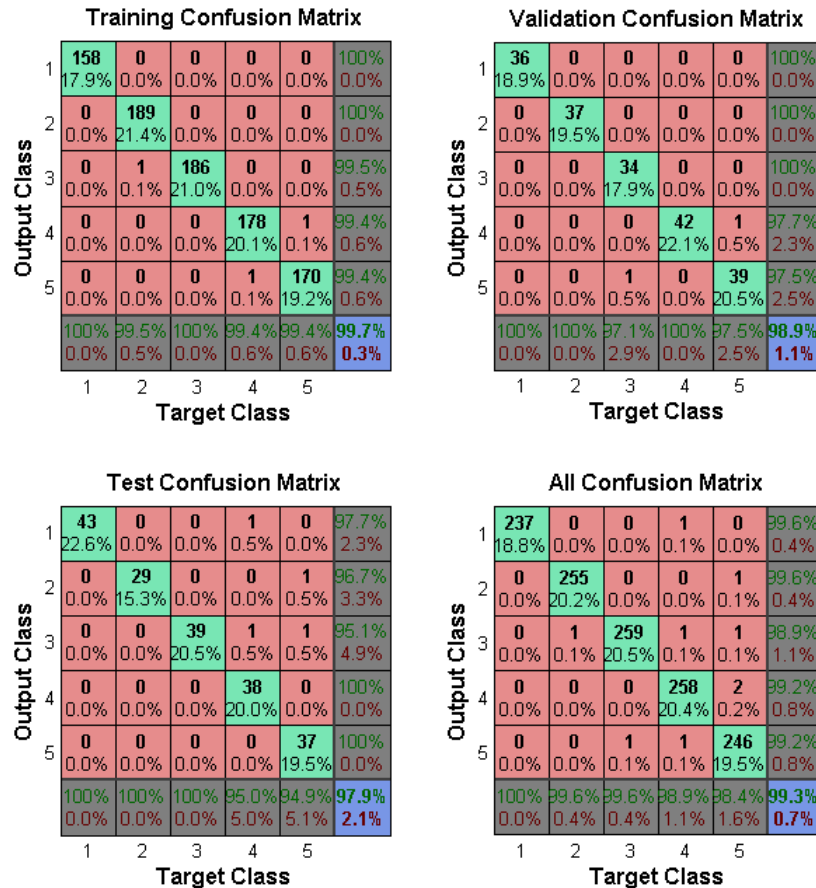 Training Confusion Matrix
Output Class
1
158 0 0 0 0 100%
17.9% 0.0% 0.0% 0.0% 0.0% 0.0%
2
0 189 0 0 0 100%
0.0% 21.4% 0.0% 0.0% 0.0% 0.0%
3
0 1 186 0 0 99.5%
0.0% 0.1% 21.0% 0.0% 0.0% 0.5%
4
0 0 0 178 1 99.4%
0.0% 0.0% 0.0% 20.1% 0.1% 0.6%
5
0 0 0 1 170 99.4%
0.0% 0.0% 0.0% 0.1% 19.2% 0.6%
100% 99.5% 100% 99.4% 99.4% 99.7%
0.0% 0.5% 0.0% 0.6% 0.6% 0.3%
1 2 3 4 5
Target Class
Validation Confusion Matrix
Output Class
1
36 0 0 0 0 100%
18.9% 0.0% 0.0% 0.0% 0.0% 0.0%
2
0 37 0 0 0 100%
0.0% 19.5% 0.0% 0.0% 0.0% 0.0%
3
0 0 34 0 0 100%
0.0% 0.0% 17.9% 0.0% 0.0% 0.0%
4
0 0 0 42 1 97.7%
0.0% 0.0% 0.0% 22.1% 0.5% 2.3%
5
0 0 1 0 39 97.5%
0.0% 0.0% 0.5% 0.0% 20.5% 2.5%
100% 100% 97.1% 100% 97.5% 98.9%
0.0% 0.0% 2.9% 0.0% 2.5% 1.1%
1 2 3 4 5
Target Class
Test Confusion Matrix
Output Class
1
43 0 0 1 0 97.7%
22.6% 0.0% 0.0% 0.5% 0.0% 2.3%
2
0 29 0 0 1 96.7%
0.0% 15.3% 0.0% 0.0% 0.5% 3.3%
3
0 0 39 1 1 95.1%
0.0% 0.0% 20.5% 0.5% 0.5% 4.9%
4
0 0 0 38 0 100%
0.0% 0.0% 0.0% 20.0% 0.0% 0.0%
5
0 0 0 0 37 100%
0.0% 0.0% 0.0% 0.0% 19.5% 0.0%
100% 100% 100% 95.0% 94.9% 97.9%
0.0% 0.0% 0.0% 5.0% 5.1% 2.1%
1 2 3 4 5
Target Class
All Confusion Matrix
Output Class
1
237 0 0 1 0 99.6%
18.8% 0.0% 0.0% 0.1% 0.0% 0.4%
2
0 255 0 0 1 99.6%
0.0% 20.2% 0.0% 0.0% 0.1% 0.4%
3
0 1 259 1 1 98.9%
0.0% 0.1% 20.5% 0.1% 0.1% 1.1%
4
0 0 0 258 2 99.2%
0.0% 0.0% 0.0% 20.4% 0.2% 0.8%
5
0 0 1 1 246 99.2%
0.0% 0.0% 0.1% 0.1% 19.5% 0.8%
100% 99.6% 99.6% 98.9% 98.4% 99.3%
0.0% 0.4% 0.4% 1.1% 1.6% 0.7%
1 2 3 4 5
Target Class